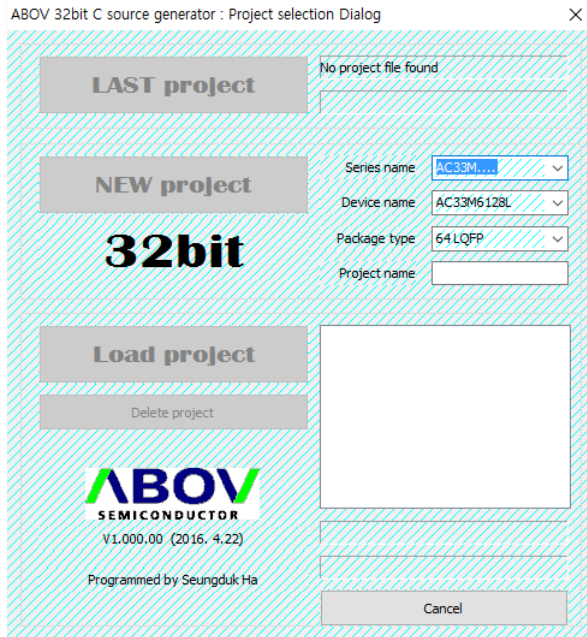 ABOV 32bit C source generator : Project selection Dialog
LAST project
No project file found
NEW project
32bit
Series name AC33M....
Device name AC33M6128L
Package type 64 LQFP
Project name
Load project
Delete project
ABOV
SEMICONDUCTOR
V1.000.00 (2016. 4.22)
Programmed by Seungduk Ha
Cancel